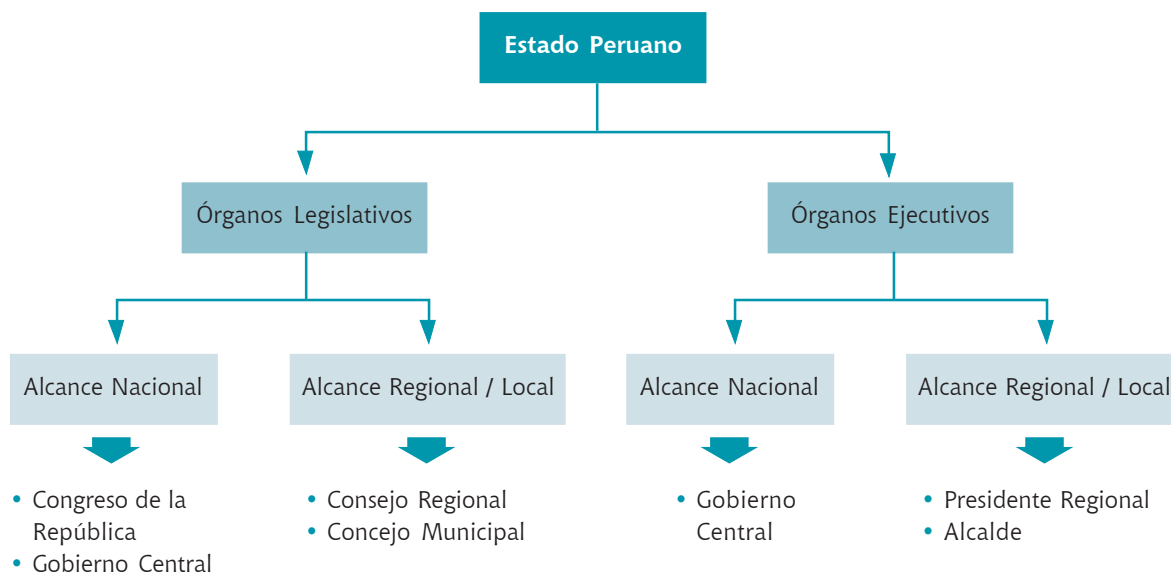 Estado Peruano
Órganos Legislativos
Órganos Ejecutivos
Alcance Nacional
Alcance Regional / Local
Alcance Nacional
Alcance Regional / Local
• Congreso de la
República
• Gobierno Central
• Consejo Regional
• Concejo Municipal
• Gobierno
Central
• Presidente Regional
• Alcalde